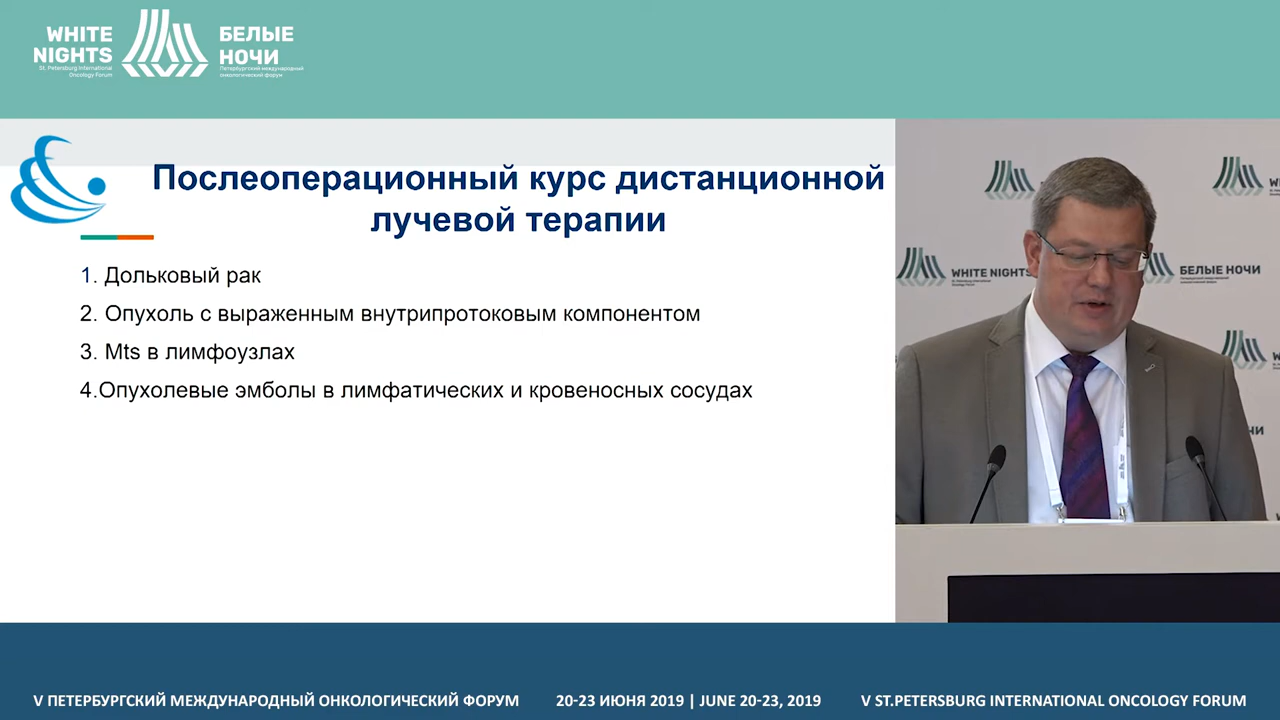 WHITE
NIGHTS
St. Petersburg International
Oncology Forum
БЕЛЫЕ
НОЧИ
Петербургский международный
онкологический форум
Послеоперационный курс дистанционной
лучевой терапии
1. Дольковый рак
2. Опухоль с выраженным внутрипротоковым компонентом
3. Mts в лимфоузлах
4.Опухолевые эмболы в лимфатических и кровеносных сосудах
WHITE NIGHTS
БЕЛЫЕ НОЧИ
V ПЕТЕРБУРГСКИЙ МЕЖДУНАРОДНЫЙ ОНКОЛОГИЧЕСКИЙ ФОРУМ
20-23 ИЮНЯ 2019 | JUNE 20-23, 2019
V ST.PETERSBURG INTERNATIONAL ONCOLOGY FORUM